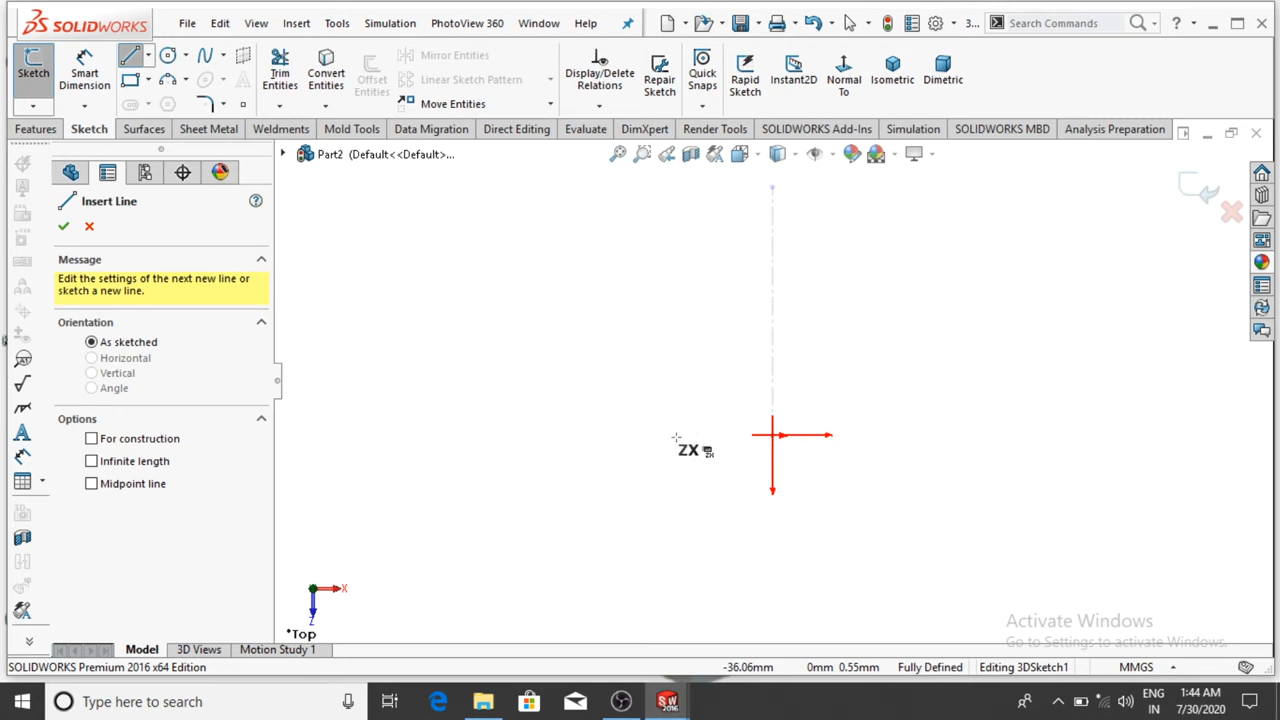 SOLIDWORKS
File Edit View Insert Tools Simulation PhotoView 360 Window Help
3...
Search Commands
?
Sketch
Smart Dimension
Trim Entities
Convert Entities
Offset Entities
Mirror Entities
Linear Sketch Pattern
Move Entities
Display/Delete Relations
Repair Sketch
Quick Snaps
Rapid Sketch
Instant2D
Normal To
Isometric
Dimetric
Features Sketch Surfaces Sheet Metal Weldments Mold Tools Data Migration Direct Editing Evaluate DimXpert Render Tools SOLIDWORKS Add-Ins Simulation SOLIDWORKS MBD Analysis Preparation
Part2 (Default<<Default>...
Insert Line
Message
Edit the settings of the next new line or
sketch a new line.
Orientation
As sketched
Horizontal
Vertical
Angle
Options
For construction
Infinite length
Midpoint line
ZX
X
Z
*Top
Activate Windows
Go to Settings to activate Windows.
Model 3D Views Motion Study 1
SOLIDWORKS Premium 2016 x64 Edition
-36.06mm 0mm 0.55mm Fully Defined Editing 3DSketch1 MMGS
Type here to search
SW
2016
ENG
IN
1:44 AM
7/30/2020